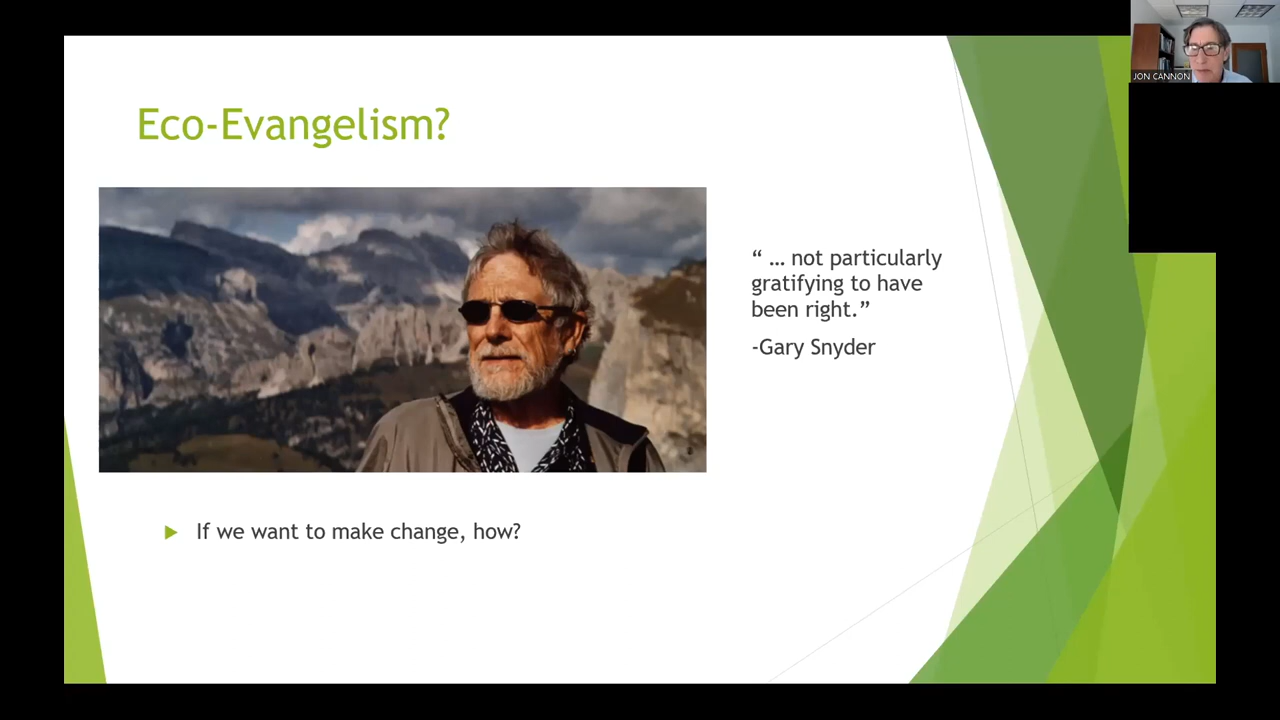 JON CANNON
Eco-Evangelism?
“ … not particularly
gratifying to have
been right.”
-Gary Snyder
If we want to make change, how?